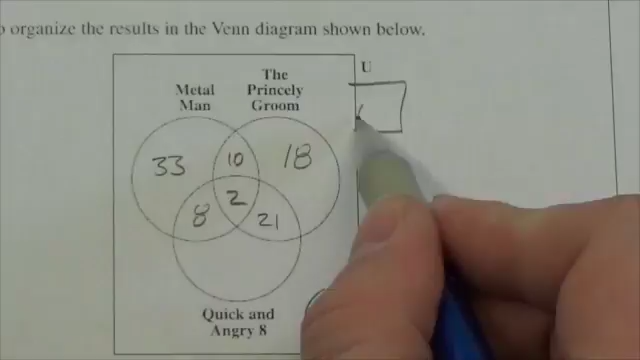 o organize the results in the Venn diagram shown below.
U
Metal
Man
The
Princely
Groom
33
10
18
8
2
21
Quick and
Angry 8